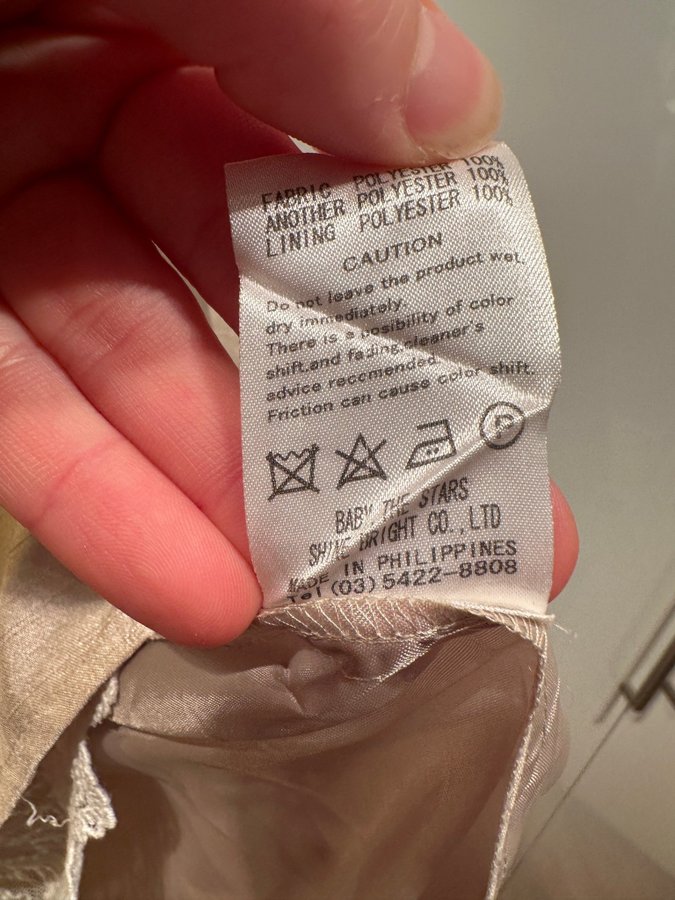 FABRIC POLYESTER 100%
ANOTHER POLYESTER 100%
LINING POLYESTER 100%
CAUTION
Do not leave the product wet,
dry immediately.
There is a posibility of color
shift,and fading,cleaner's
advice reccmended.
Friction can cause color shift.
P
BABY THE STARS
SHINE BRIGHT CO.,LTD
MADE IN PHILIPPINES
Tel (03)5422-8808